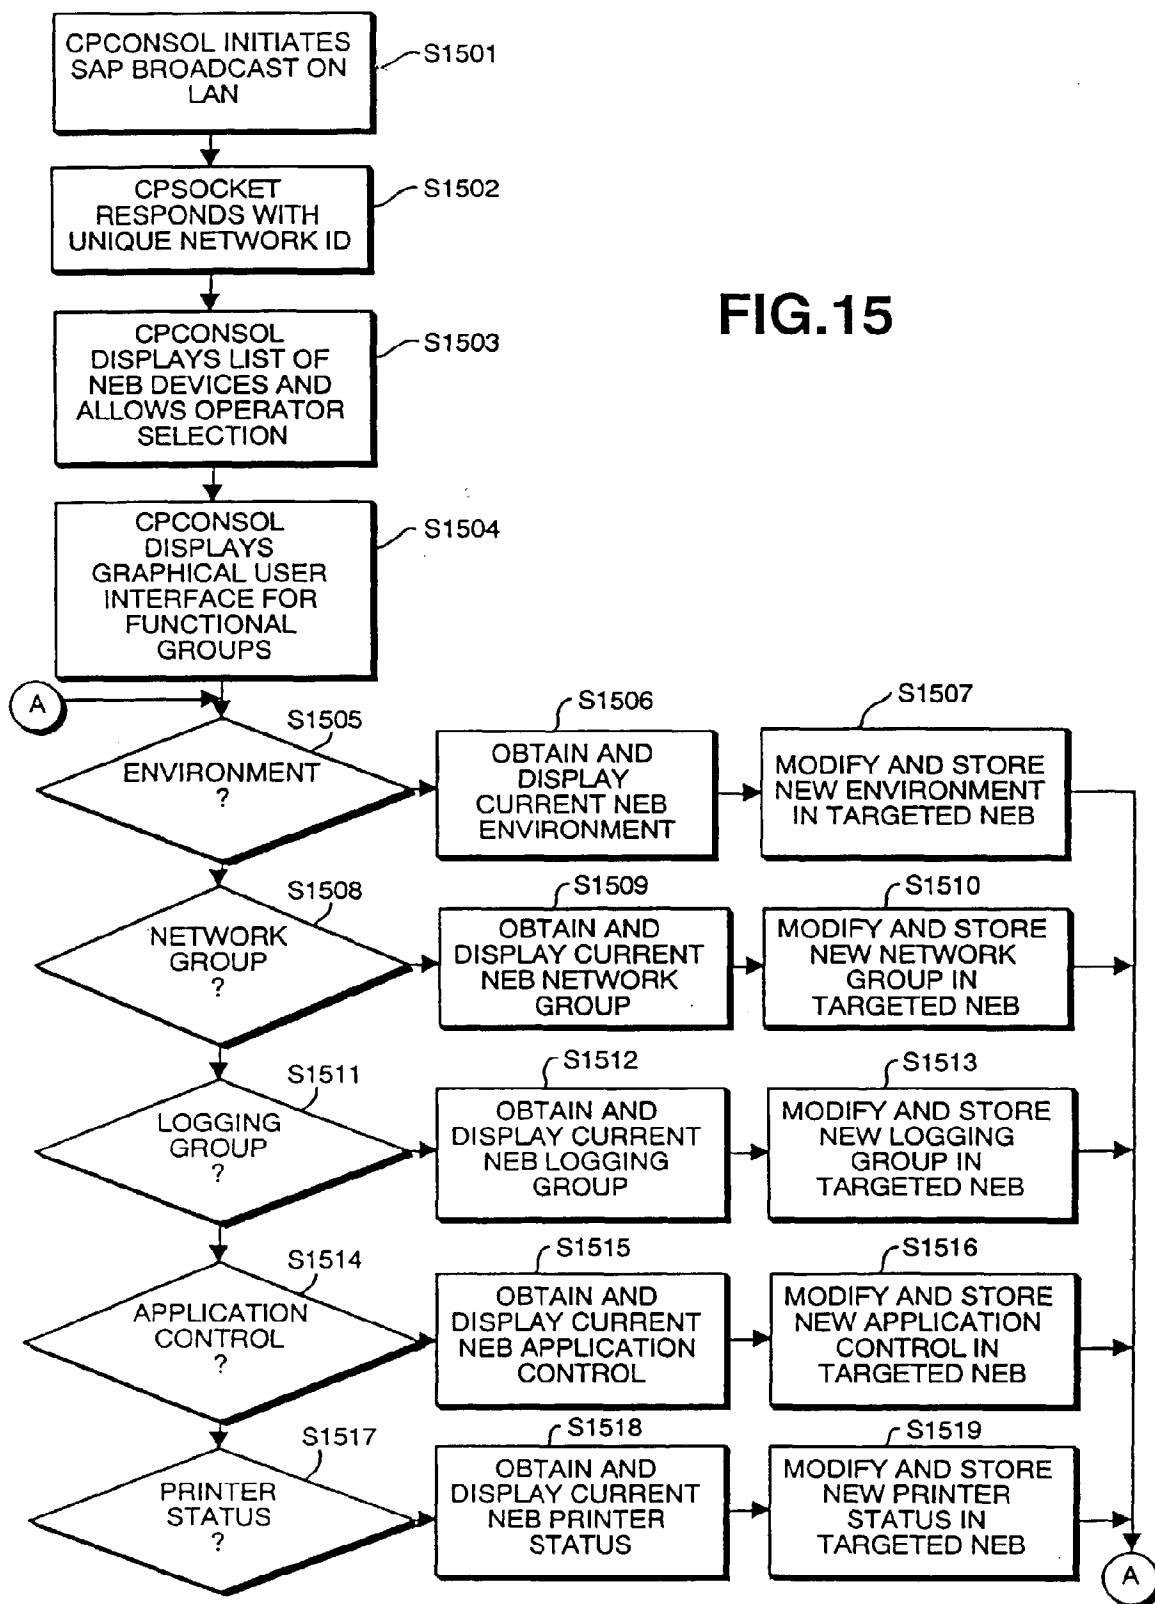 CPCONSOL INITIATES
SAP BROADCAST ON
LAN
S1501
CPSOCKET
RESPONDS WITH
UNIQUE NETWORK ID
S1502
FIG.15
CPCONSOL
DISPLAYS LIST OF
NEB DEVICES AND
ALLOWS OPERATOR
SELECTION
S1503
CPCONSOL
DISPLAYS
GRAPHICAL USER
INTERFACE FOR
FUNCTIONAL
GROUPS
S1504
A
S1505
ENVIRONMENT
?
S1506
OBTAIN AND
DISPLAY
CURRENT NEB
ENVIRONMENT
S1507
MODIFY AND STORE
NEW ENVIRONMENT
IN TARGETED NEB
S1508
NETWORK
GROUP
?
S1509
OBTAIN AND
DISPLAY CURRENT
NEB NETWORK
GROUP
S1510
MODIFY AND STORE
NEW NETWORK
GROUP IN
TARGETED NEB
S1511
LOGGING
GROUP
?
S1512
OBTAIN AND
DISPLAY CURRENT
NEB LOGGING
GROUP
S1513
MODIFY AND STORE
NEW LOGGING
GROUP IN
TARGETED NEB
S1514
APPLICATION
CONTROL
?
S1515
OBTAIN AND
DISPLAY CURRENT
NEB APPLICATION
CONTROL
S1516
MODIFY AND STORE
NEW APPLICATION
CONTROL IN
TARGETED NEB
S1517
PRINTER
STATUS
?
S1518
OBTAIN AND
DISPLAY CURRENT
NEB PRINTER
STATUS
S1519
MODIFY AND STORE
NEW PRINTER
STATUS IN
TARGETED NEB
A